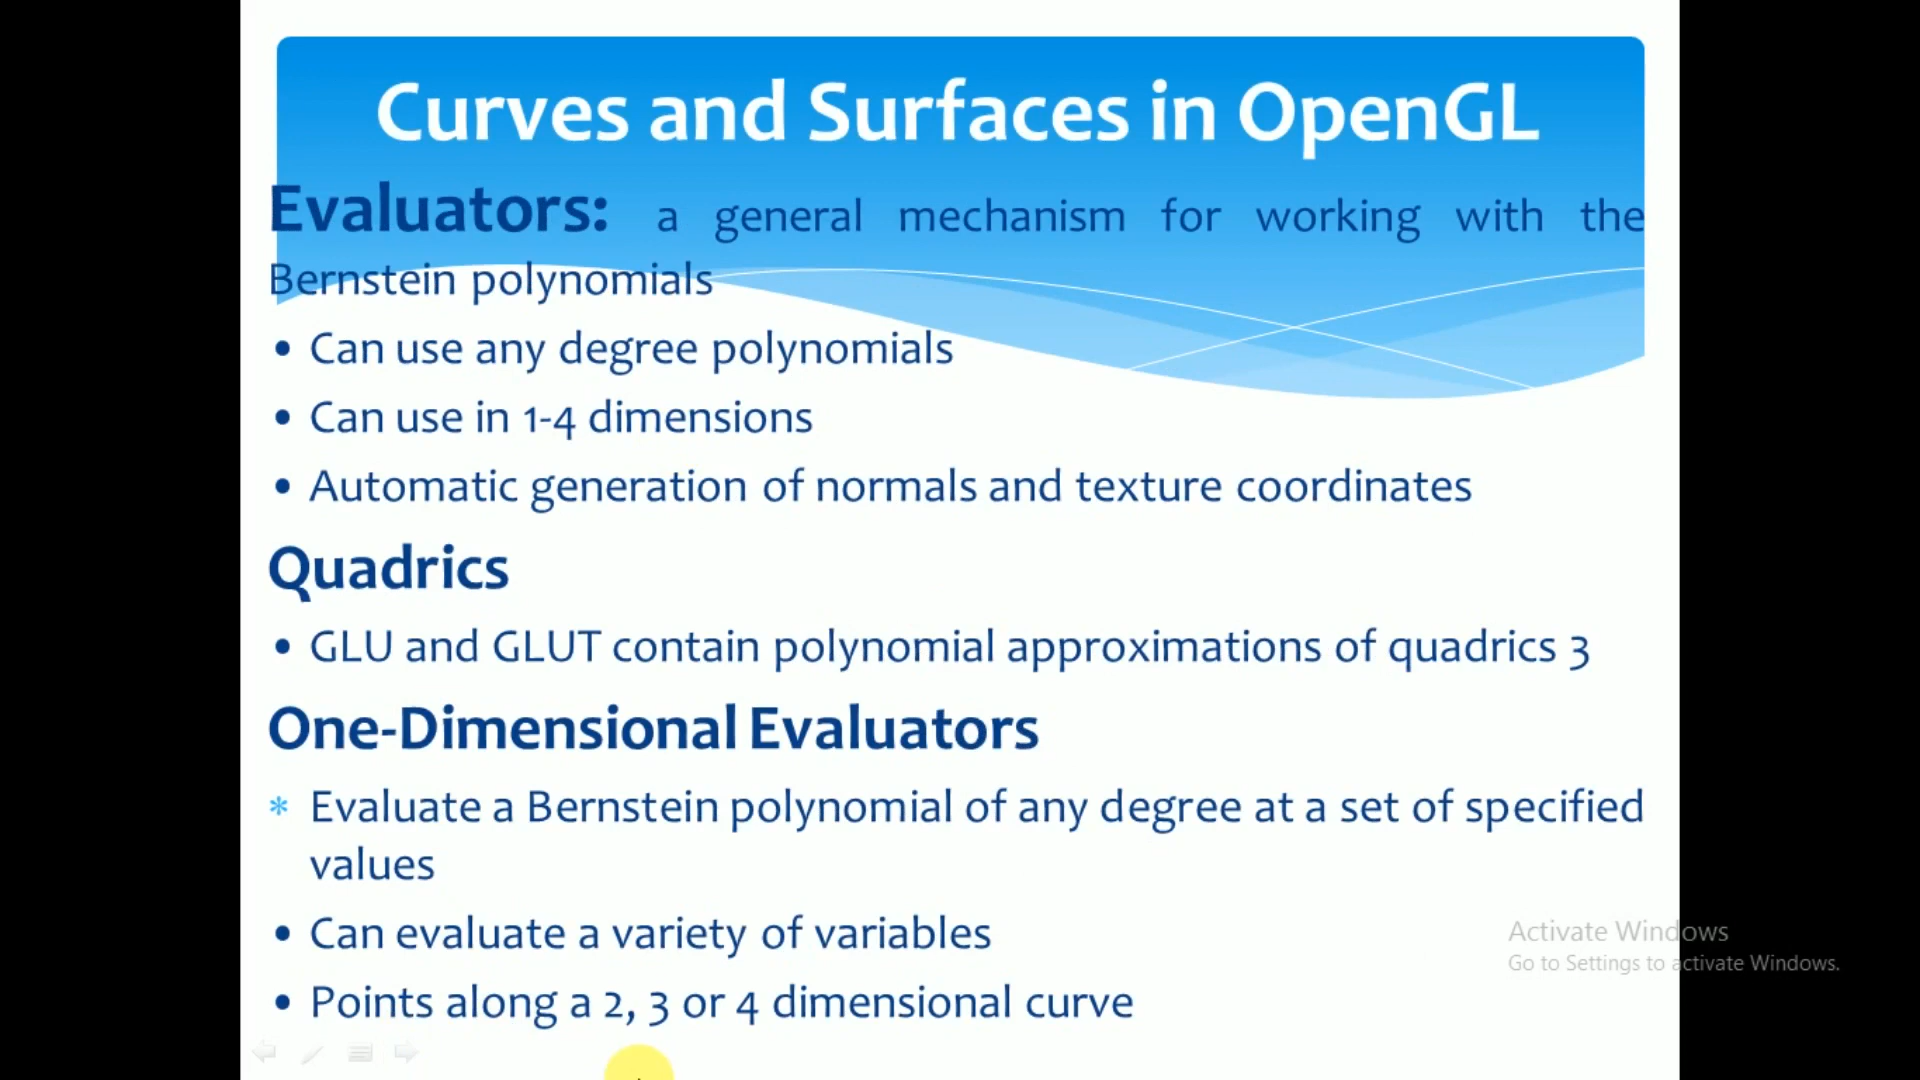 Curves and Surfaces in OpenGL
Evaluators: a general mechanism for working with the
Bernstein polynomials
• Can use any degree polynomials
• Can use in 1-4 dimensions
• Automatic generation of normals and texture coordinates
Quadrics
• GLU and GLUT contain polynomial approximations of quadrics 3
One-Dimensional Evaluators
* Evaluate a Bernstein polynomial of any degree at a set of specified
values
• Can evaluate a variety of variables
• Points along a 2, 3 or 4 dimensional curve
Activate Windows
Go to Settings to activate Windows.